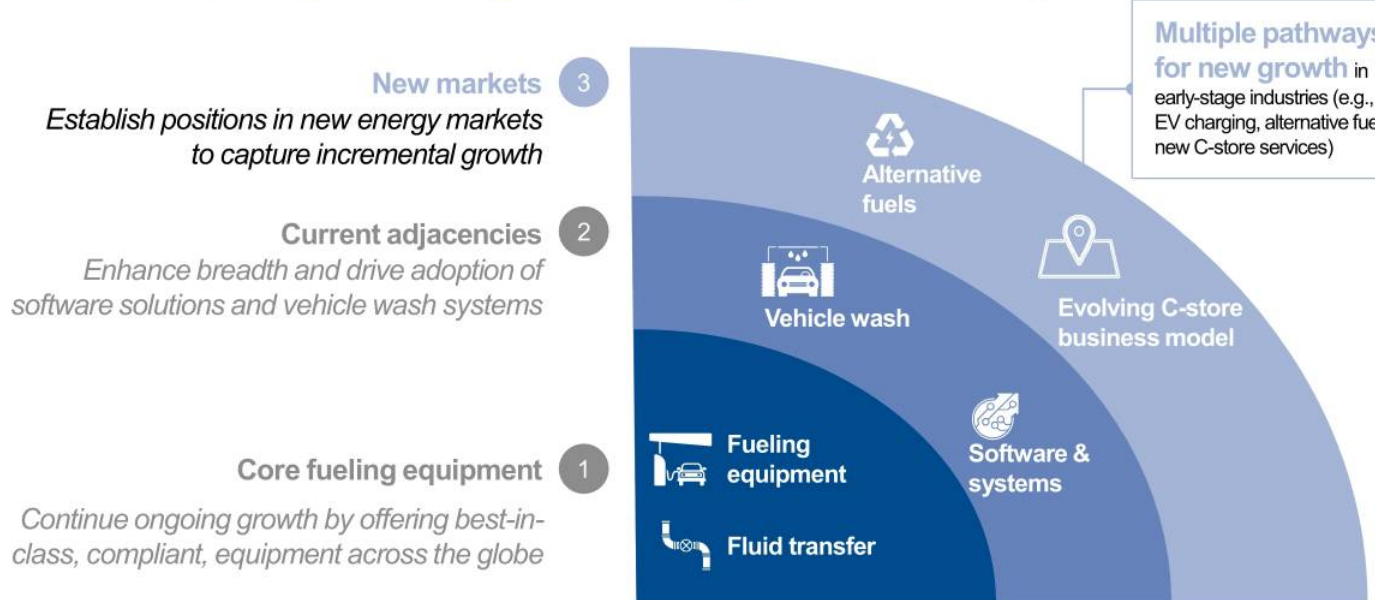 New markets
3
Establish positions in new energy markets
to capture incremental growth
Current adjacencies
2
Enhance breadth and drive adoption of
software solutions and vehicle wash systems
Core fueling equipment
1
Continue ongoing growth by offering best-in-
class, compliant, equipment across the globe
Multiple pathways
for new growth in
early-stage industries (e.g.,
EV charging, alternative
new C-store services)
Alternative
fuels
Evolving C-store
business model
Vehicle wash
Software &
systems
Fueling
equipment
Fluid transfer